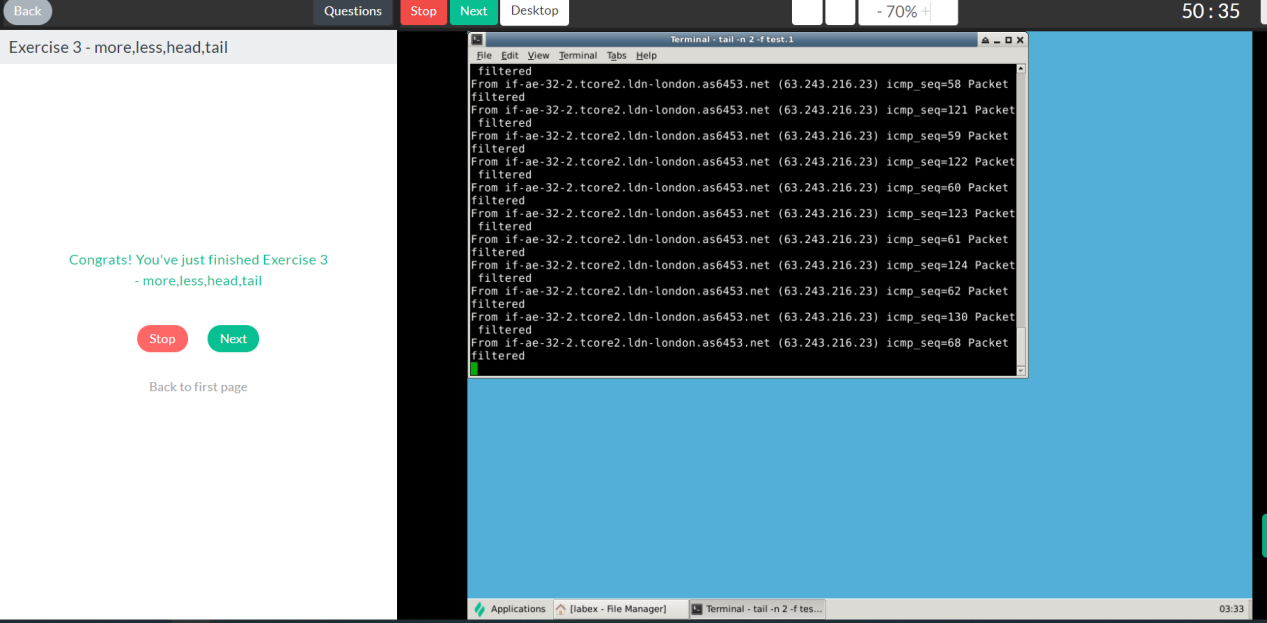 Back
Questions
Stop
Next
Desktop
- 70% +
50 : 35
Exercise 3 - more,less,head,tail
Congrats! You've just finished Exercise 3
- more,less,head,tail
Stop
Next
Back to first page
Terminal - tail -n 2 -f test.1
File Edit View Terminal Tabs Help
filtered
From if-ae-32-2.tcore2.ldn-london.as6453.net (63.243.216.23) icmp_seq=58 Packet
filtered
From if-ae-32-2.tcore2.ldn-london.as6453.net (63.243.216.23) icmp_seq=121 Packet
filtered
From if-ae-32-2.tcore2.ldn-london.as6453.net (63.243.216.23) icmp_seq=59 Packet
filtered
From if-ae-32-2.tcore2.ldn-london.as6453.net (63.243.216.23) icmp_seq=122 Packet
filtered
From if-ae-32-2.tcore2.ldn-london.as6453.net (63.243.216.23) icmp_seq=60 Packet
filtered
From if-ae-32-2.tcore2.ldn-london.as6453.net (63.243.216.23) icmp_seq=123 Packet
filtered
From if-ae-32-2.tcore2.ldn-london.as6453.net (63.243.216.23) icmp_seq=61 Packet
filtered
From if-ae-32-2.tcore2.ldn-london.as6453.net (63.243.216.23) icmp_seq=124 Packet
filtered
From if-ae-32-2.tcore2.ldn-london.as6453.net (63.243.216.23) icmp_seq=62 Packet
filtered
From if-ae-32-2.tcore2.ldn-london.as6453.net (63.243.216.23) icmp_seq=130 Packet
filtered
From if-ae-32-2.tcore2.ldn-london.as6453.net (63.243.216.23) icmp_seq=68 Packet
filtered
Applications
[labex - File Manager]
Terminal - tail -n 2 -f tes...
03:33